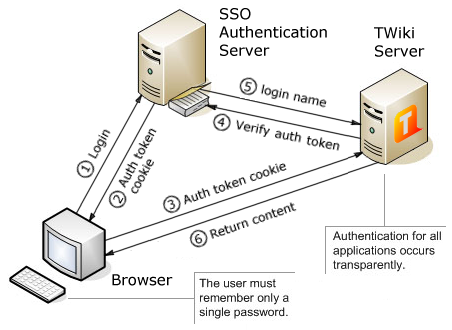 SSO
Authentication
Server
TWiki
Server
5 login name
4 Verify auth token
1 Login
2 Auth token
cookie
3 Auth token cookie
6 Return content
T
Browser
Authentication for all
applications occurs
transparently.
The user must
remember only a
single password.